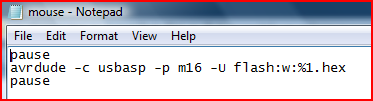 mouse - Notepad
File Edit Format View Help
pause
avrdude -c usbasp -p m16 -U flash:w:%1.hex
pause